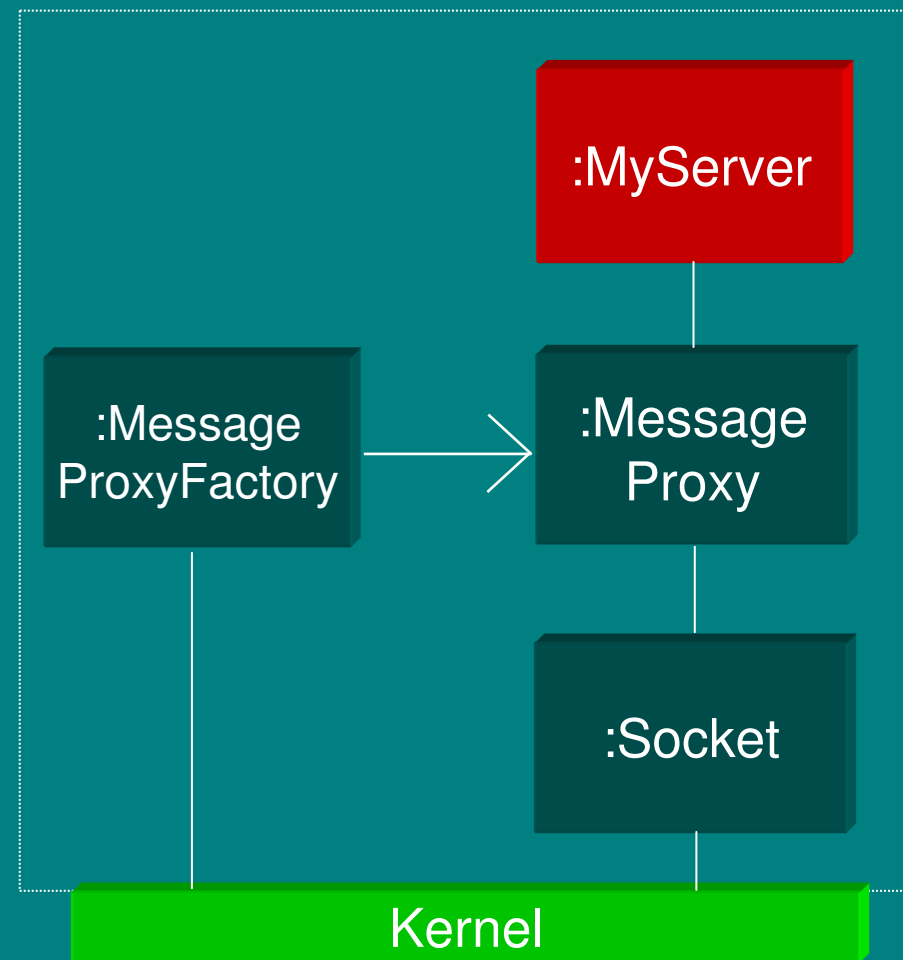 :MyServer
:Message
ProxyFactory
:Message
Proxy
:Socket
Kernel